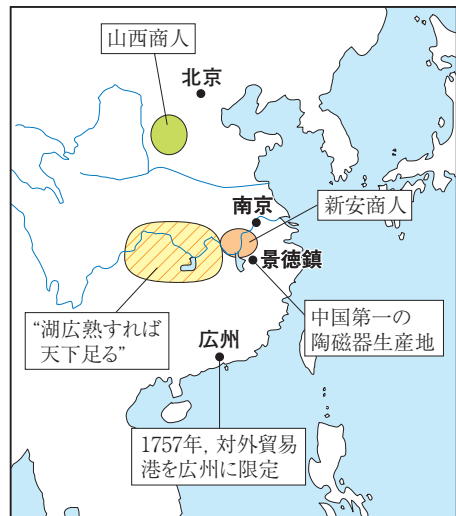 山西商人
北京
南京
新安商人
景徳鎮
“湖広熟すれば
天下足る”
中国第一の
陶磁器生産地
広州
1757年，対外貿易
港を広州に限定